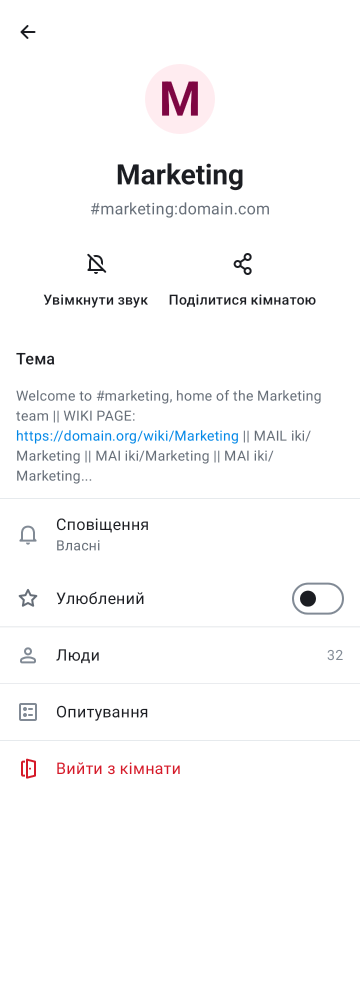 M
Marketing
#marketing:domain.com
Увімкнути звук
Поділитися кімнатою
Тема
Welcome to #marketing, home of the Marketing
team || WIKI PAGE:
https://domain.org/wiki/Marketing || MAIL iki/
Marketing || MAI iki/Marketing || MAI iki/
Marketing...
Сповіщення
Власні
Улюблений
Люди 32
Опитування
Вийти з кімнати